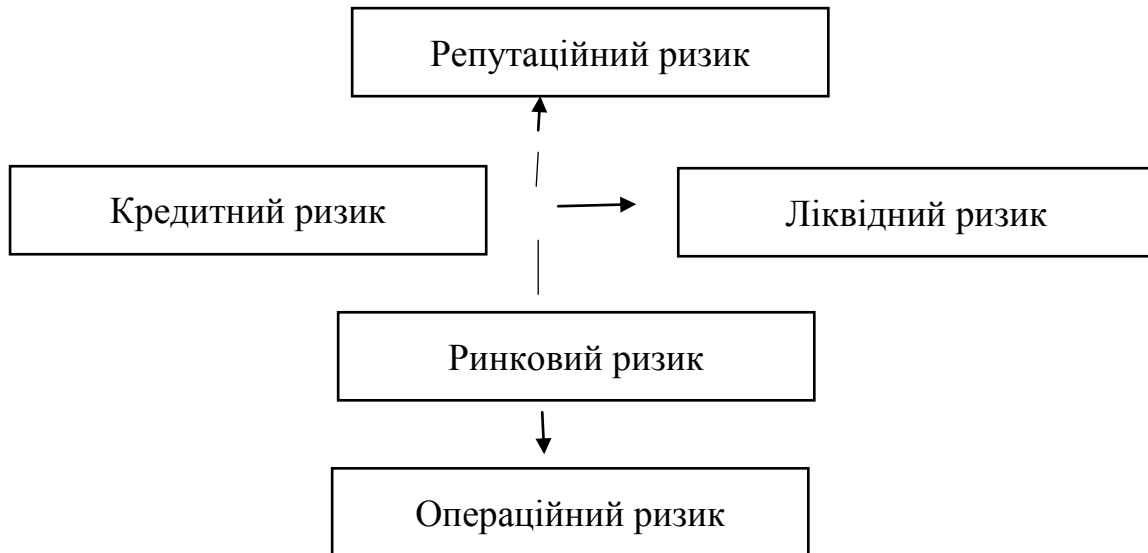 Репутаційний ризик
Кредитний ризик
Ліквідний ризик
Ринковий ризик
Операційний ризик